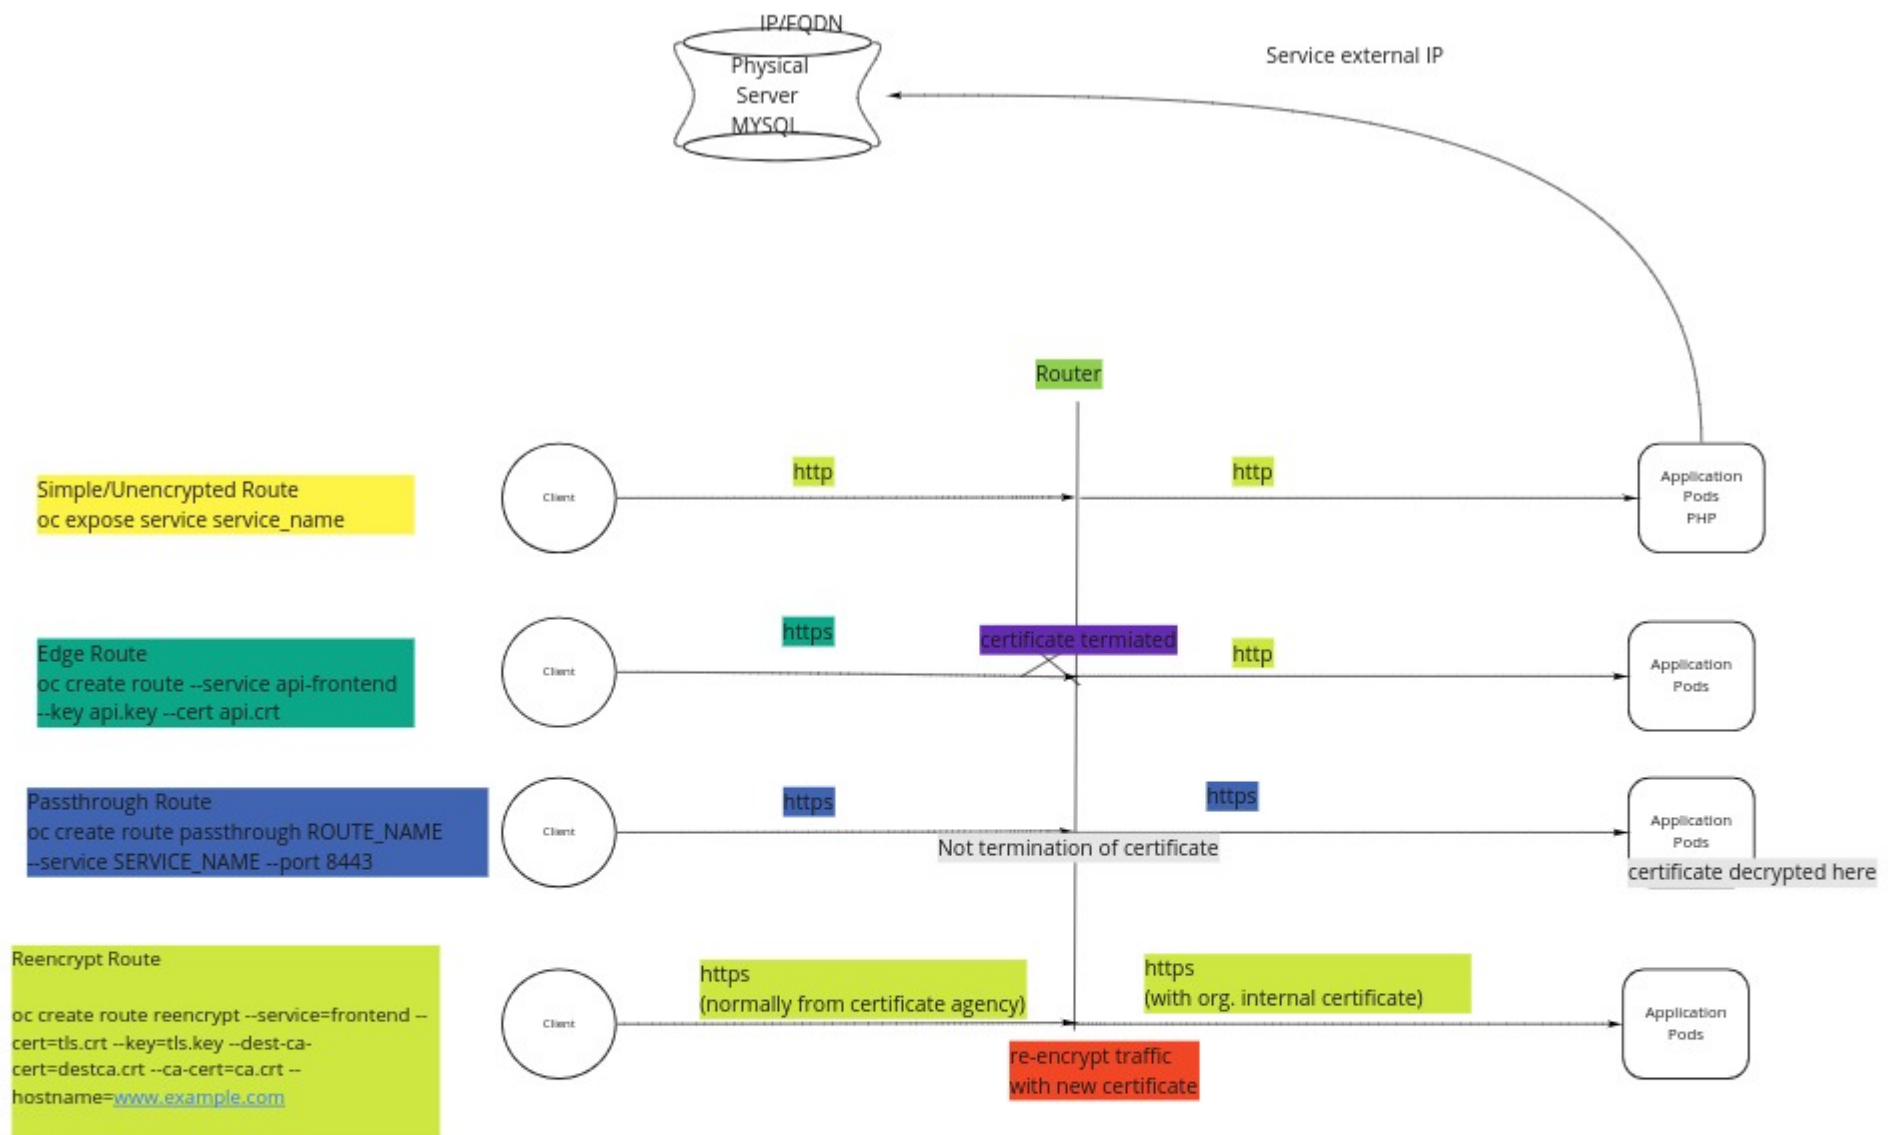 IP/FQDN
Physical
Server
MYSQL
Service external IP
Router
Simple/Unencrypted Route
oc expose service service_name
Client
http
http
Application
Pods
PHP
Edge Route
oc create route --service api-frontend
--key api.key --cert api.crt
Client
https
certificate termiated
http
Application
Pods
Passthrough Route
oc create route passthrough ROUTE_NAME
--service SERVICE_NAME --port 8443
Client
https
Not termination of certificate
https
Application
Pods
certificate decrypted here
Reencrypt Route
oc create route reencrypt --service=frontend --
cert=tls.crt --key=tls.key --dest-ca-
cert=destca.crt --ca-cert=ca.crt --
hostname=www.example.com
Client
https
(normally from certificate agency)
https
(with org. internal certificate)
re-encrypt traffic
with new certificate
Application
Pods